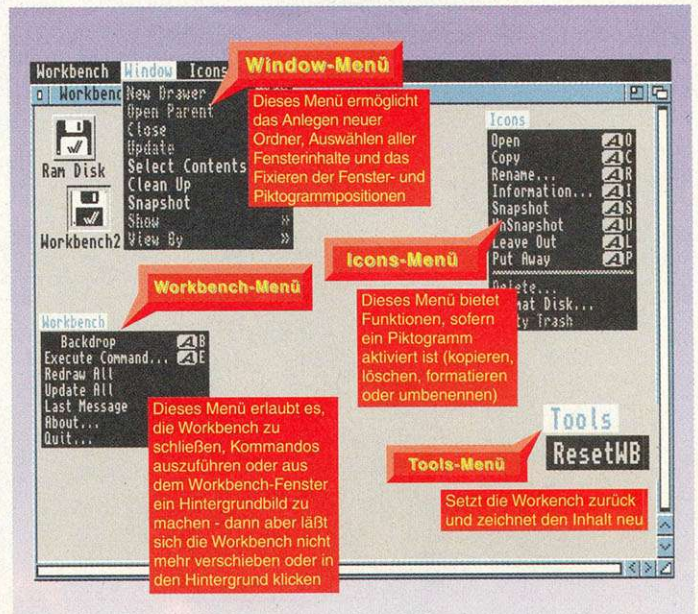 Workbench Window Icons
Workbenc
Ram Disk
Workbench2
New Drawer
Open Parent
Close
Update
Select Contents
Clean Up
Snapshot
Show »
View By »
Window-Menü
Dieses Menü ermöglicht
das Anlegen neuer
Ordner, Auswählen aller
Fensterinhalte und das
Fixieren der Fenster- und
Piktogrammpositionen
Icons
Open A O
Copy A C
Rename... A R
Information... A I
Snapshot A S
UnSnapshot A U
Leave Out A L
Put Away A P
Delete...
mat Disk...
ty Trash
Icons-Menü
Dieses Menü bietet
Funktionen, sofern
ein Piktogramm
aktiviert ist (kopieren,
löschen, formatieren
oder umbenennen)
Workbench-Menü
Workbench
Backdrop A B
Execute Command... A E
Redraw All
Update All
Last Message
About...
Quit...
Dieses Menü erlaubt es,
die Workbench zu
schließen, Kommandos
auszuführen oder aus
dem Workbench-Fenster
ein Hintergrundbild zu
machen - dann aber läßt
sich die Workbench nicht
mehr verschieben oder in
den Hintergrund klicken
Tools
ResetWB
Tools-Menü
Setzt die Workench zurück
und zeichnet den Inhalt neu